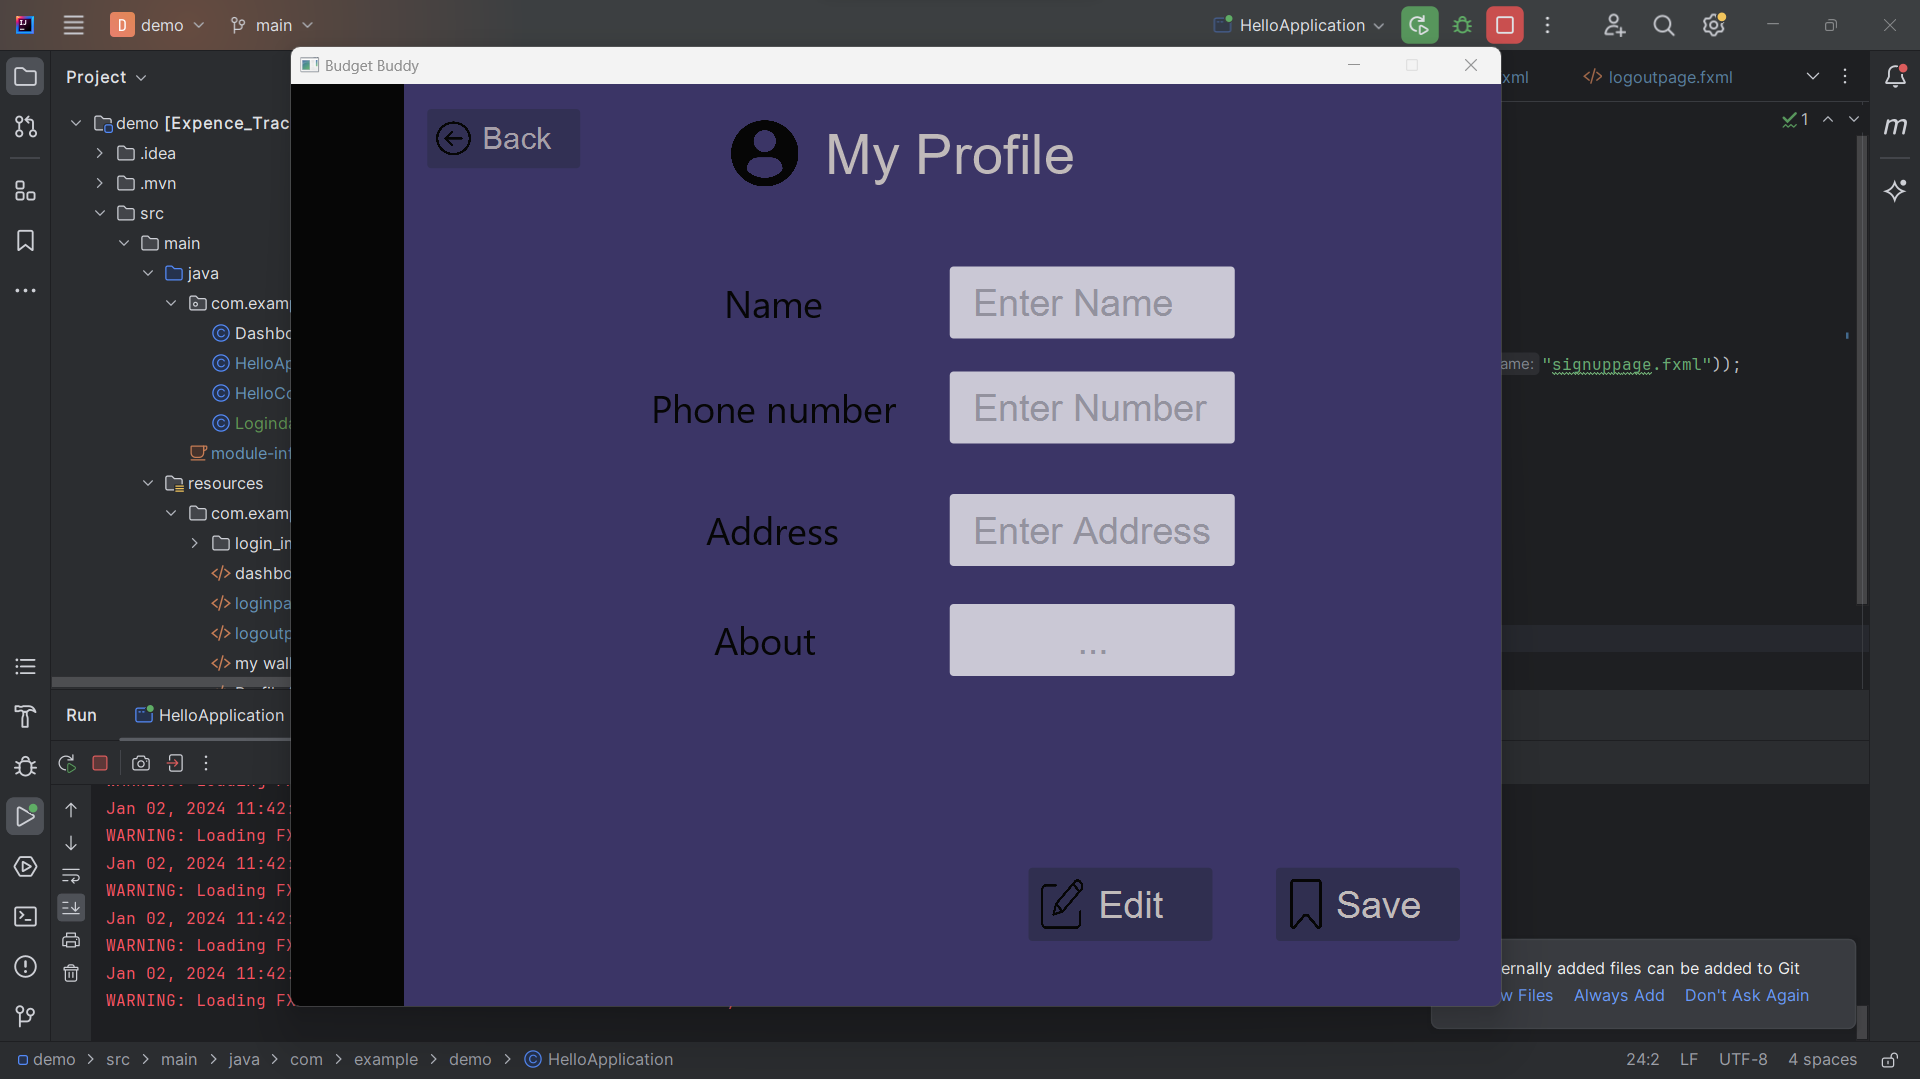 D demo main HelloApplication
Project
Budget Buddy
xml logoutpage.fxml
demo [Expence_Trac
.idea
.mvn
src
main
java
com.examp
Dashbo
HelloAp
HelloCo
Loginda
module-inf
resources
com.examp
login_in
dashbo
loginpa
logoutp
my wal
Back
My Profile
Name Enter Name
Phone number Enter Number
Address Enter Address
About ...
Edit Save
1
m
ame: "signuppage.fxml"));
Run HelloApplication
Jan 02, 2024 11:42:
WARNING: Loading FX
Jan 02, 2024 11:42:
WARNING: Loading FX
Jan 02, 2024 11:42:
WARNING: Loading FX
Jan 02, 2024 11:42:
WARNING: Loading FX
ernally added files can be added to Git
w Files Always Add Don't Ask Again
demo > src > main > java > com > example > demo > HelloApplication
24:2 LF UTF-8 4 spaces